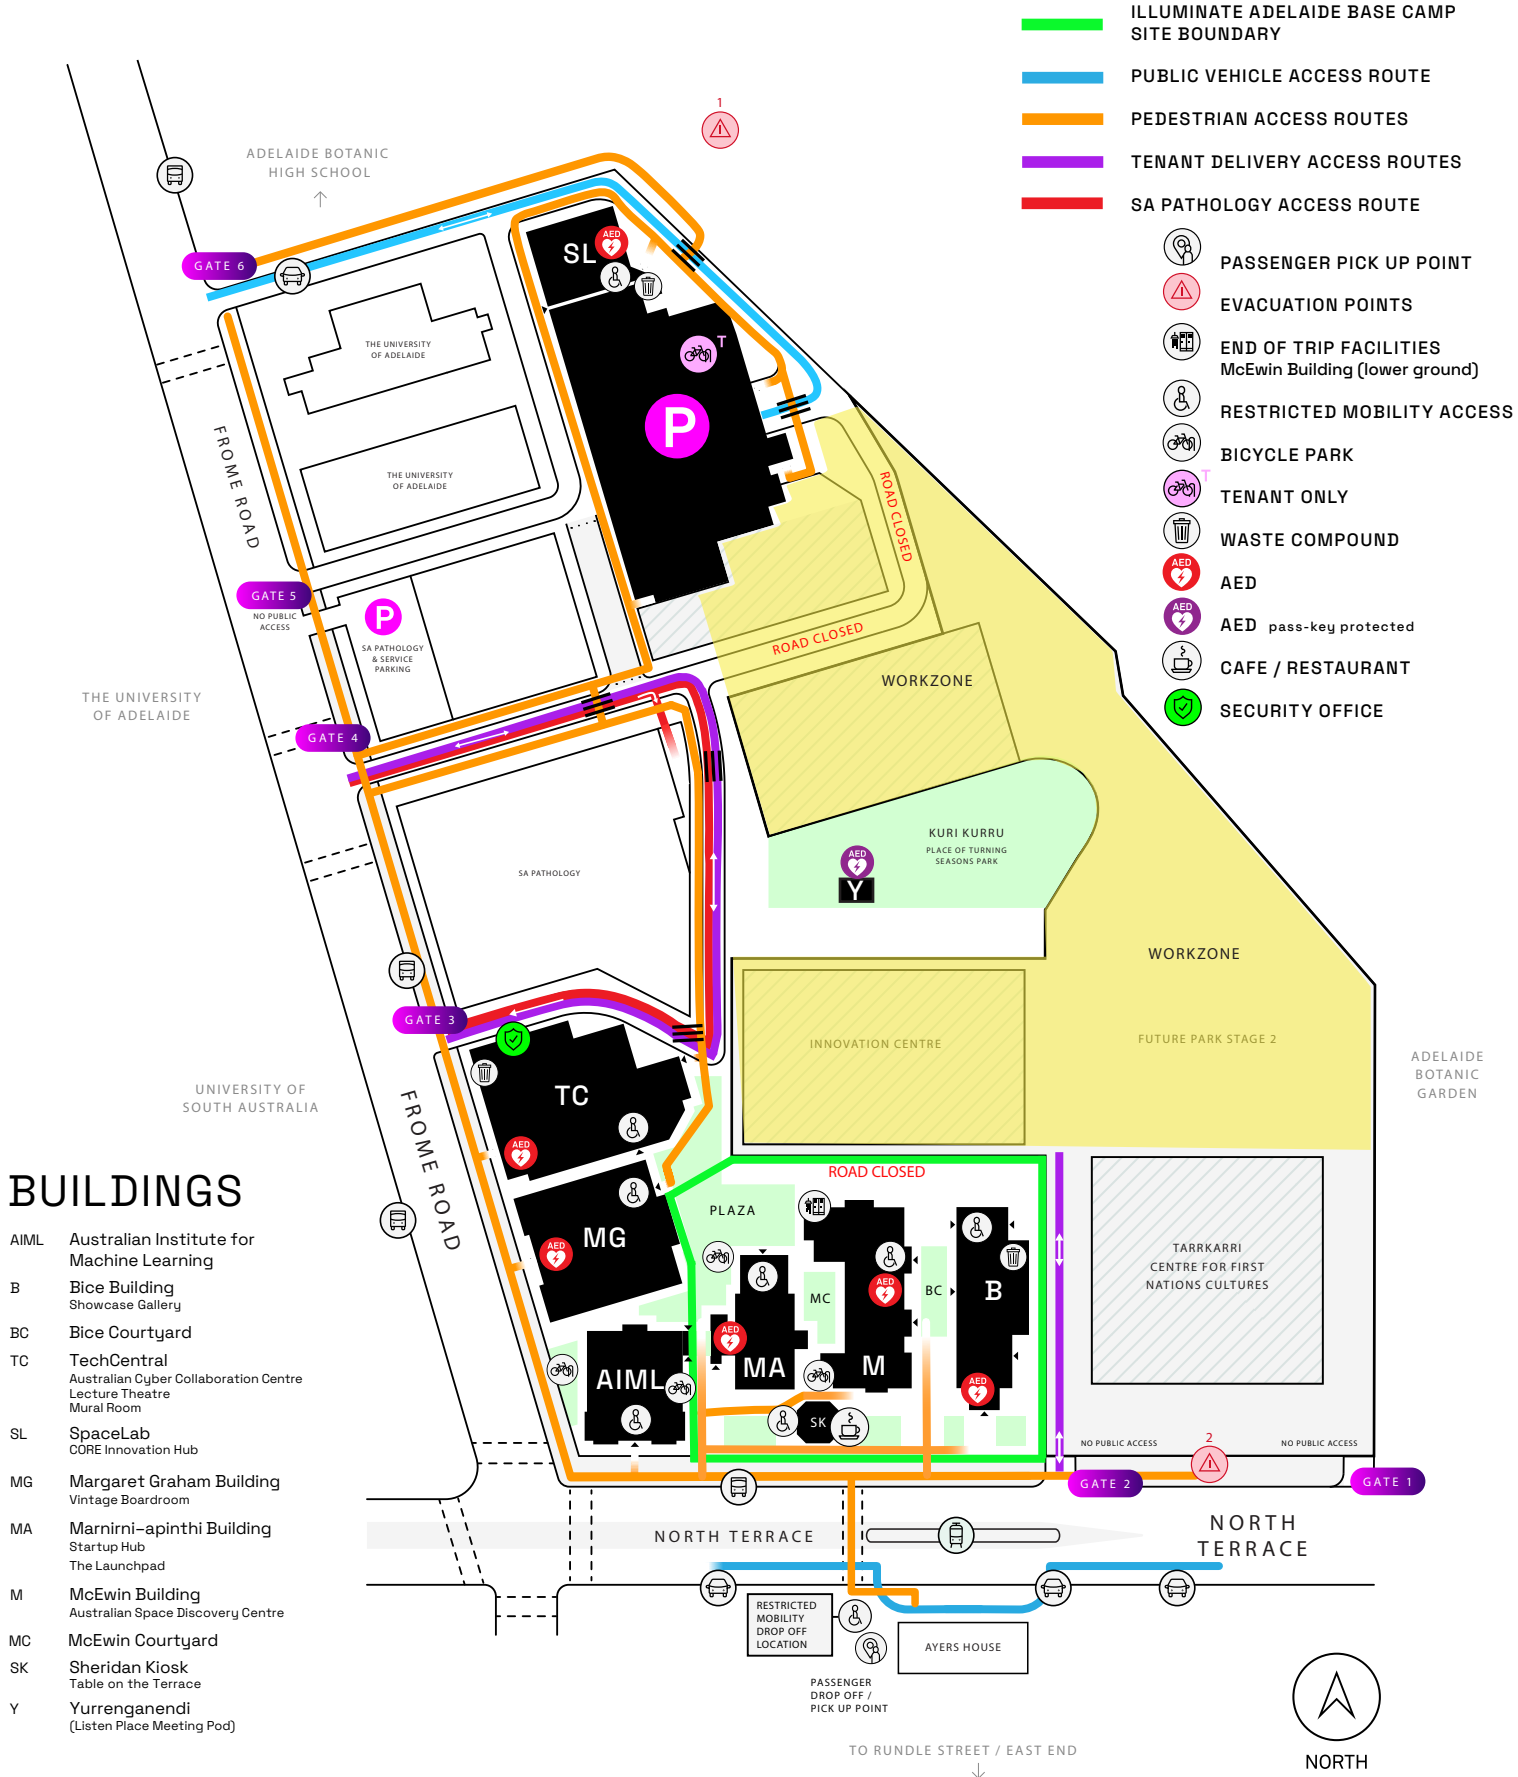 ILLUMINATE ADELAIDE BASE CAMP
SITE BOUNDARY
PUBLIC VEHICLE ACCESS ROUTE
PEDESTRIAN ACCESS ROUTES
TENANT DELIVERY ACCESS ROUTES
SA PATHOLOGY ACCESS ROUTE
PASSENGER PICK UP POINT
EVACUATION POINTS
END OF TRIP FACILITIES
McEwin Building (lower ground)
RESTRICTED MOBILITY ACCESS
BICYCLE PARK
T
TENANT ONLY
WASTE COMPOUND
AED
AED
AED
AED pass-key protected
CAFE / RESTAURANT
SECURITY OFFICE
1
ADELAIDE BOTANIC
HIGH SCHOOL
GATE 6
SL
AED
T
P
THE UNIVERSITY
OF ADELAIDE
THE UNIVERSITY
OF ADELAIDE
FROME ROAD
ROAD CLOSED
GATE 5
NO PUBLIC
ACCESS
P
SA PATHOLOGY
& SERVICE
PARKING
ROAD CLOSED
WORKZONE
THE UNIVERSITY
OF ADELAIDE
GATE 4
KURI KURRU
PLACE OF TURNING
SEASONS PARK
AED
Y
SA PATHOLOGY
WORKZONE
GATE 3
INNOVATION CENTRE
FUTURE PARK STAGE 2
ADELAIDE
BOTANIC
GARDEN
UNIVERSITY OF
SOUTH AUSTRALIA
TC
AED
FROME ROAD
ROAD CLOSED
PLAZA
MG
AED
TARRKARRI
CENTRE FOR FIRST
NATIONS CULTURES
MC
AED
BC
B
AED
MA
M
AIML
AED
SK
NO PUBLIC ACCESS
2
NO PUBLIC ACCESS
GATE 2
GATE 1
NORTH TERRACE
NORTH
TERRACE
RESTRICTED
MOBILITY
DROP OFF
LOCATION
AYERS HOUSE
PASSENGER
DROP OFF /
PICK UP POINT
TO RUNDLE STREET / EAST END
NORTH
BUILDINGS
AIML Australian Institute for
Machine Learning
B Bice Building
Showcase Gallery
BC Bice Courtyard
TC TechCentral
Australian Cyber Collaboration Centre
Lecture Theatre
Mural Room
SL SpaceLab
CORE Innovation Hub
MG Margaret Graham Building
Vintage Boardroom
MA Marnirni-apinthi Building
Startup Hub
The Launchpad
M McEwin Building
Australian Space Discovery Centre
MC McEwin Courtyard
SK Sheridan Kiosk
Table on the Terrace
Y Yurrenganendi
(Listen Place Meeting Pod)